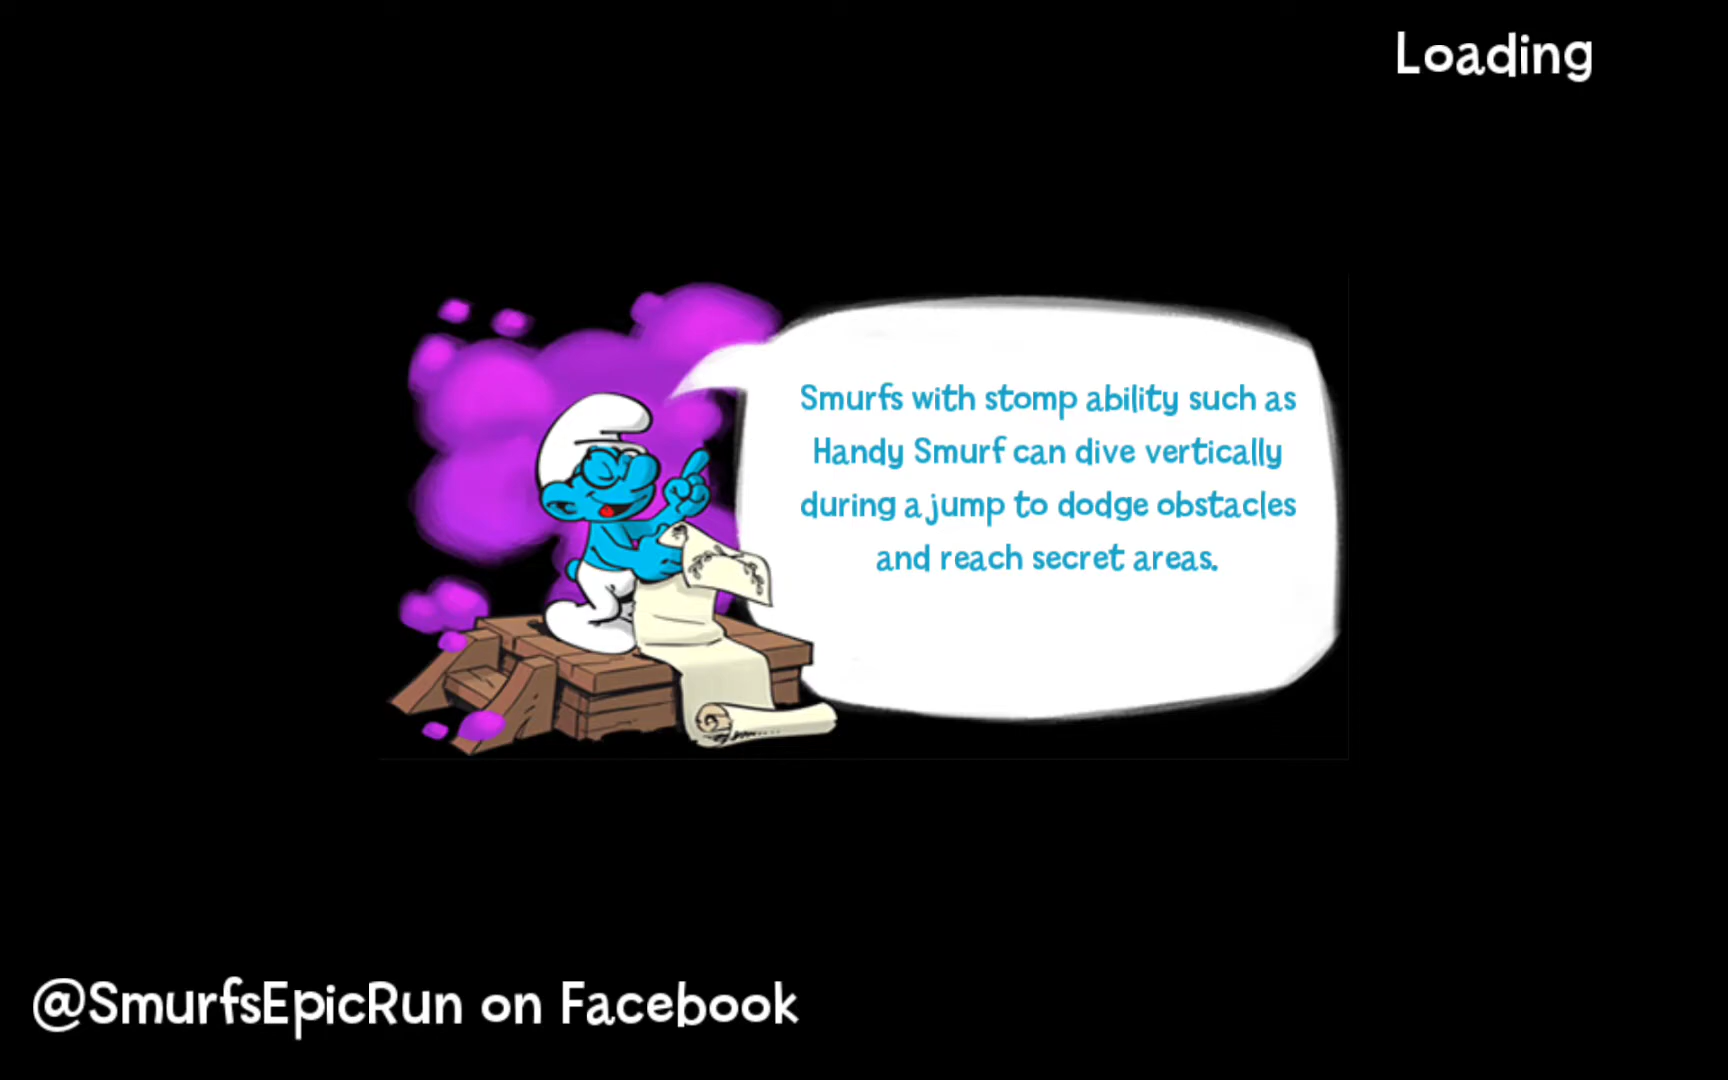 Loading
Smurfs with stomp ability such as
Handy Smurf can dive vertically
during a jump to dodge obstacles
and reach secret areas.
@SmurfsEpicRun on Facebook